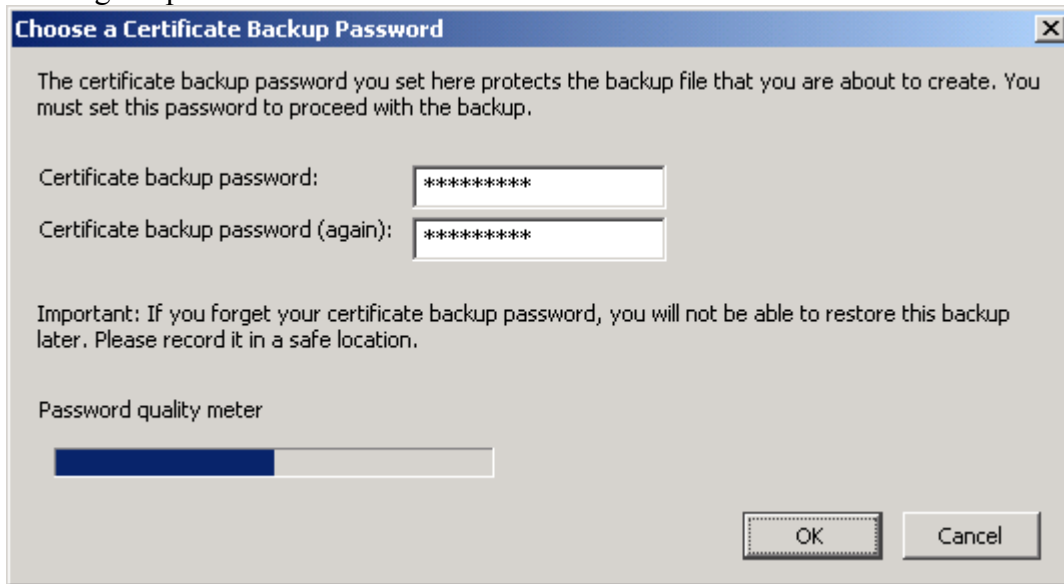 Choose a Certificate Backup Password
The certificate backup password you set here protects the backup file that you are about to create. You
must set this password to proceed with the backup.
Certificate backup password: *********
Certificate backup password (again): *********
Important: If you forget your certificate backup password, you will not be able to restore this backup
later. Please record it in a safe location.
Password quality meter
OK Cancel